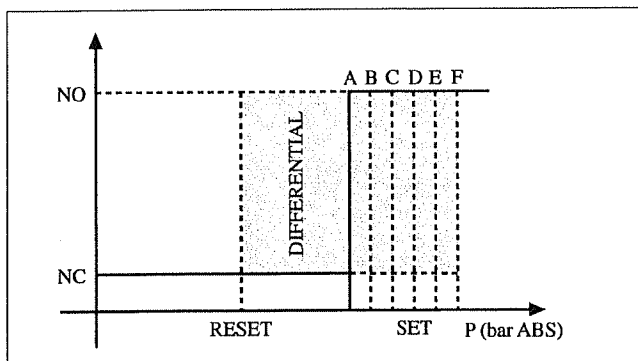 A B C D E F
NO
DIFFERENTIAL
NC
RESET SET P (bar ABS)